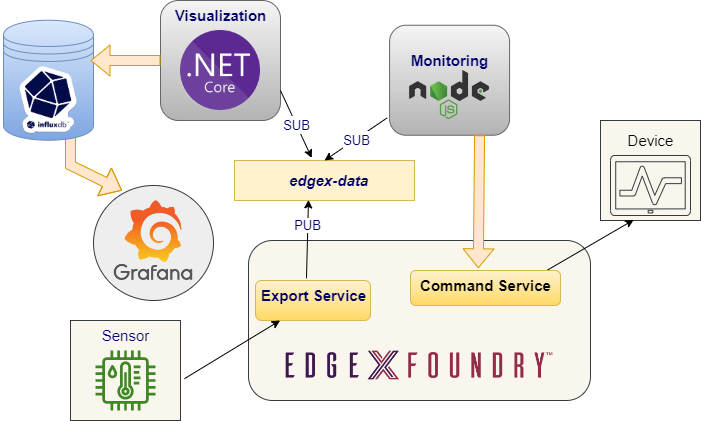 Visualization
.NET
Core
influxdb
Monitoring
node
JS
SUB
SUB
edgex-data
PUB
Device
Grafana
Export Service
Command Service
Sensor
EDGE X FOUNDRY™